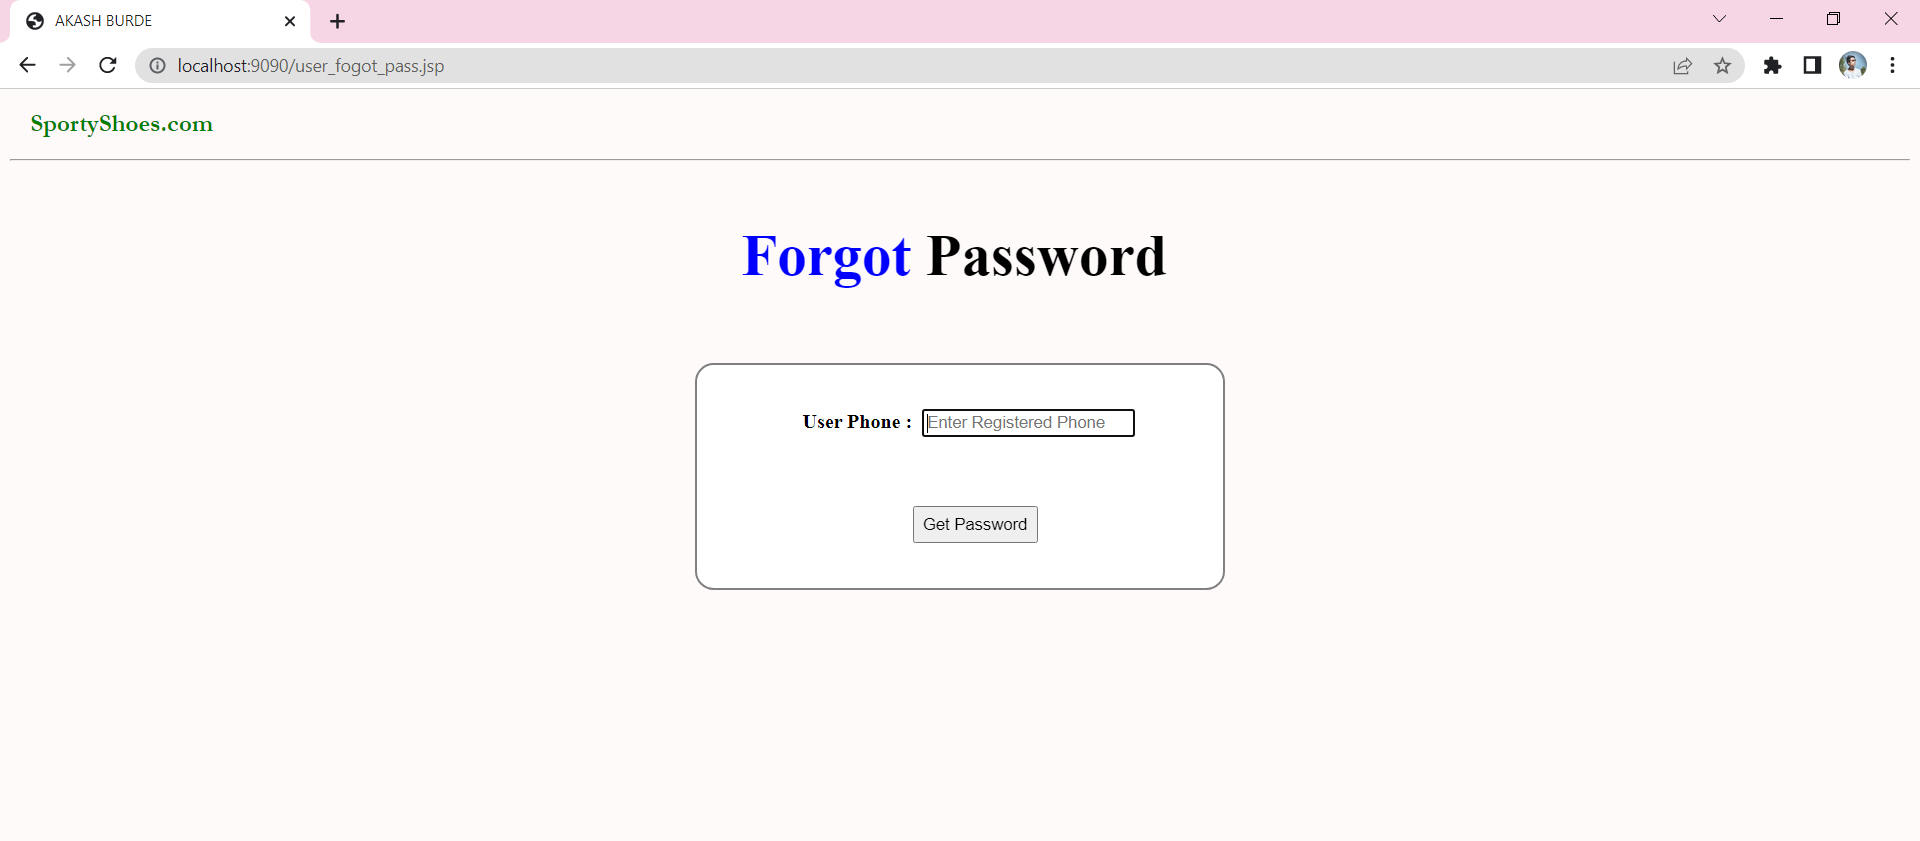 AKASH BURDE
localhost:9090/user_fogot_pass.jsp
SportyShoes.com
Forgot Password
User Phone : Enter Registered Phone
Get Password